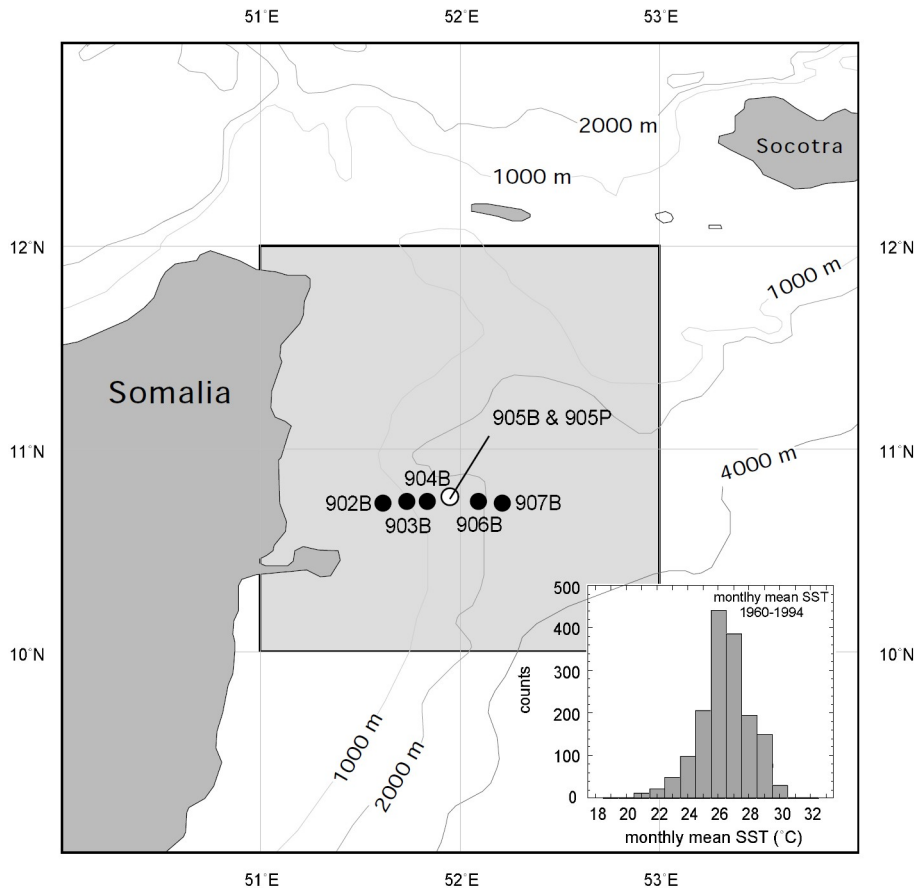 51°E 52°E 53°E
2000 m
Socotra
1000 m
12°N 12°N
1000 m
Somalia
905B & 905P
11°N 11°N
4000 m
904B
902B 907B
903B 906B
500
monlhy mean SST
1960-1994
400
300
10°N 10°N
counts
200
1000 m
2000 m
100
0
18 20 22 24 26 28 30 32
monthly mean SST (°C)
51°E 52°E 53°E